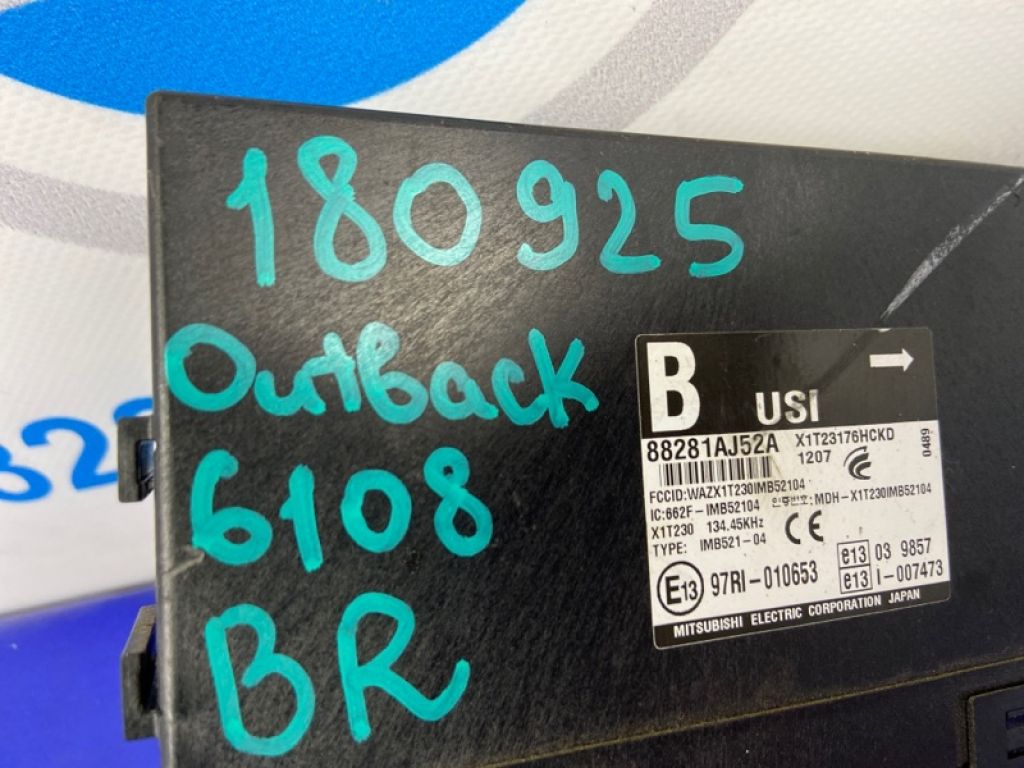 180925
Outback
6108
BR
B USI
88281AJ52A X1T23176HCKD
1207 0489
FCCID:WAZX1T230IMB52104
IC:662F-IMB52104 인증번호:MDH-X1T230IMB52104
X1T230 134.45KHz
TYPE: IMB521-04 CE
E13 97RI-010653
e13 03 9857
e13 I-007473
MITSUBISHI ELECTRIC CORPORATION JAPAN